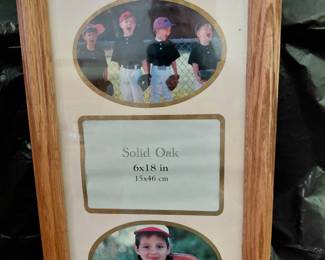 Solid Oak
6x18 in
15x46 cm